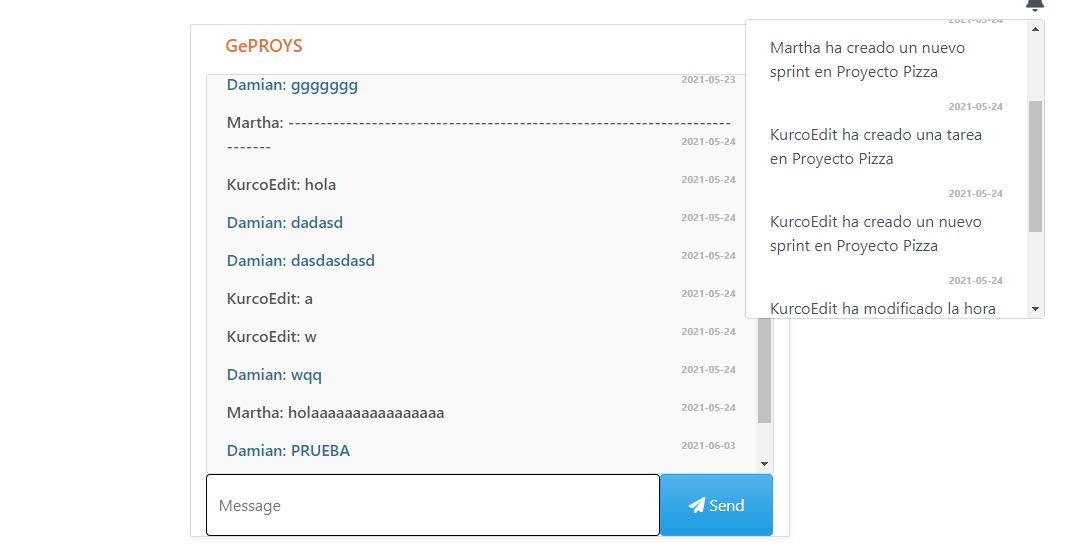 GePROYS
Damian: ggggggg
2021-05-23
Martha: ---------------------------------------------------------------------
-------
2021-05-24
KurcoEdit: hola
2021-05-24
Damian: dadasd
2021-05-24
Damian: dasdasdasd
2021-05-24
KurcoEdit: a
2021-05-24
KurcoEdit: w
2021-05-24
Damian: wqq
2021-05-24
Martha: holaaaaaaaaaaaaaaaa
2021-05-24
Damian: PRUEBA
2021-06-03
Message
Send
2021-05-24
Martha ha creado un nuevo
sprint en Proyecto Pizza
2021-05-24
KurcoEdit ha creado una tarea
en Proyecto Pizza
2021-05-24
KurcoEdit ha creado un nuevo
sprint en Proyecto Pizza
2021-05-24
KurcoEdit ha modificado la hora